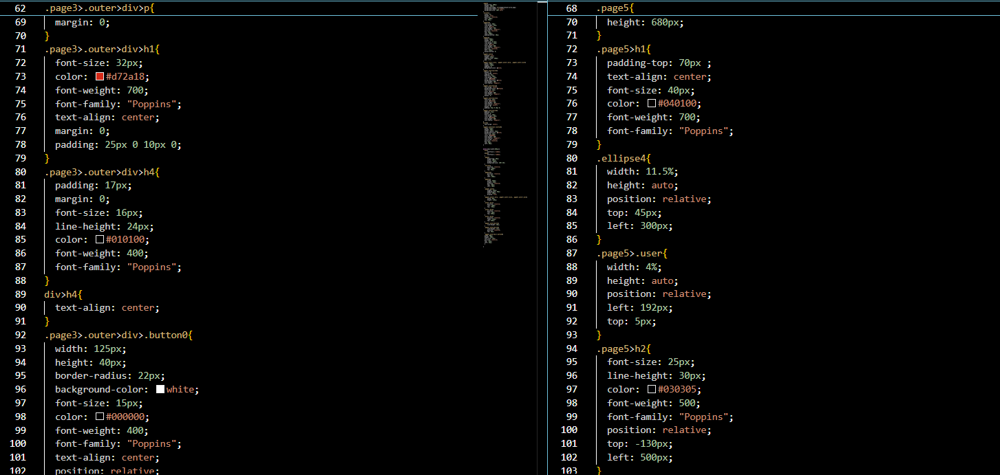 62 .page3>.outer>div>p{
69 margin: 0;
70 }
71 .page3>.outer>div>h1{
72 font-size: 32px;
73 color: #d72a18;
74 font-weight: 700;
75 font-family: "Poppins";
76 text-align: center;
77 margin: 0;
78 padding: 25px 0 10px 0;
79 }
80 .page3>.outer>div>h4{
81 padding: 17px;
82 margin: 0;
83 font-size: 16px;
84 line-height: 24px;
85 color: #010100;
86 font-weight: 400;
87 font-family: "Poppins";
88 }
89 div>h4{
90 text-align: center;
91 }
92 .page3>.outer>div>.button0{
93 width: 125px;
94 height: 40px;
95 border-radius: 22px;
96 background-color: white;
97 font-size: 15px;
98 color: #000000;
99 font-weight: 400;
100 font-family: "Poppins";
101 text-align: center;
102 position: relative;
68 .page5{
70 height: 680px;
71 }
72 .page5>h1{
73 padding-top: 70px ;
74 text-align: center;
75 font-size: 40px;
76 color: #040100;
77 font-weight: 700;
78 font-family: "Poppins";
79 }
80 .ellipse4{
81 width: 11.5%;
82 height: auto;
83 position: relative;
84 top: 45px;
85 left: 300px;
86 }
87 .page5>.user{
88 width: 4%;
89 height: auto;
90 position: relative;
91 left: 192px;
92 top: 5px;
93 }
94 .page5>h2{
95 font-size: 25px;
96 line-height: 30px;
97 color: #030305;
98 font-weight: 500;
99 font-family: "Poppins";
100 position: relative;
101 top: -130px;
102 left: 500px;
103 }